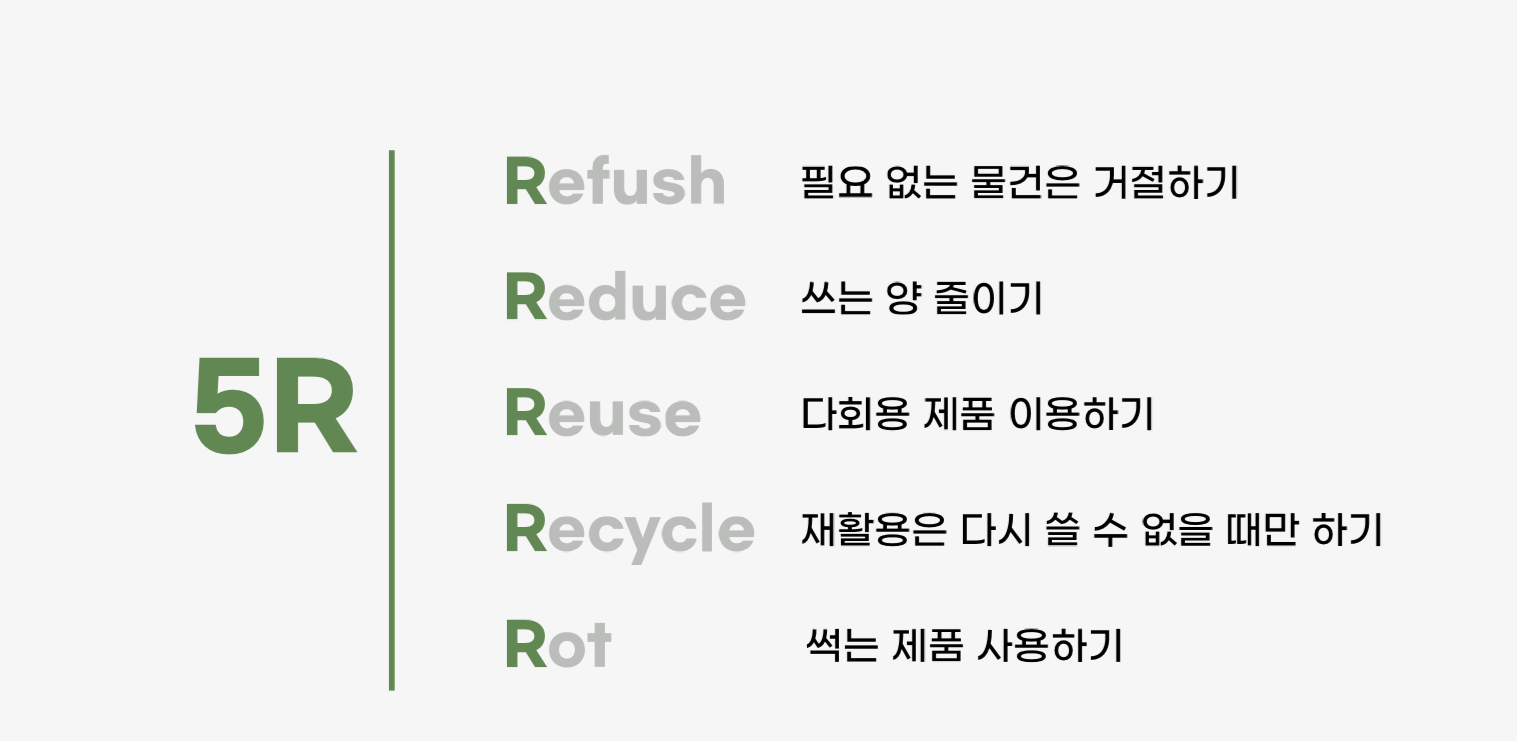 5R
Refush 필요 없는 물건은 거절하기
Reduce 쓰는 양 줄이기
Reuse 다회용 제품 이용하기
Recycle 재활용은 다시 쓸 수 없을 때만 하기
Rot 썩는 제품 사용하기